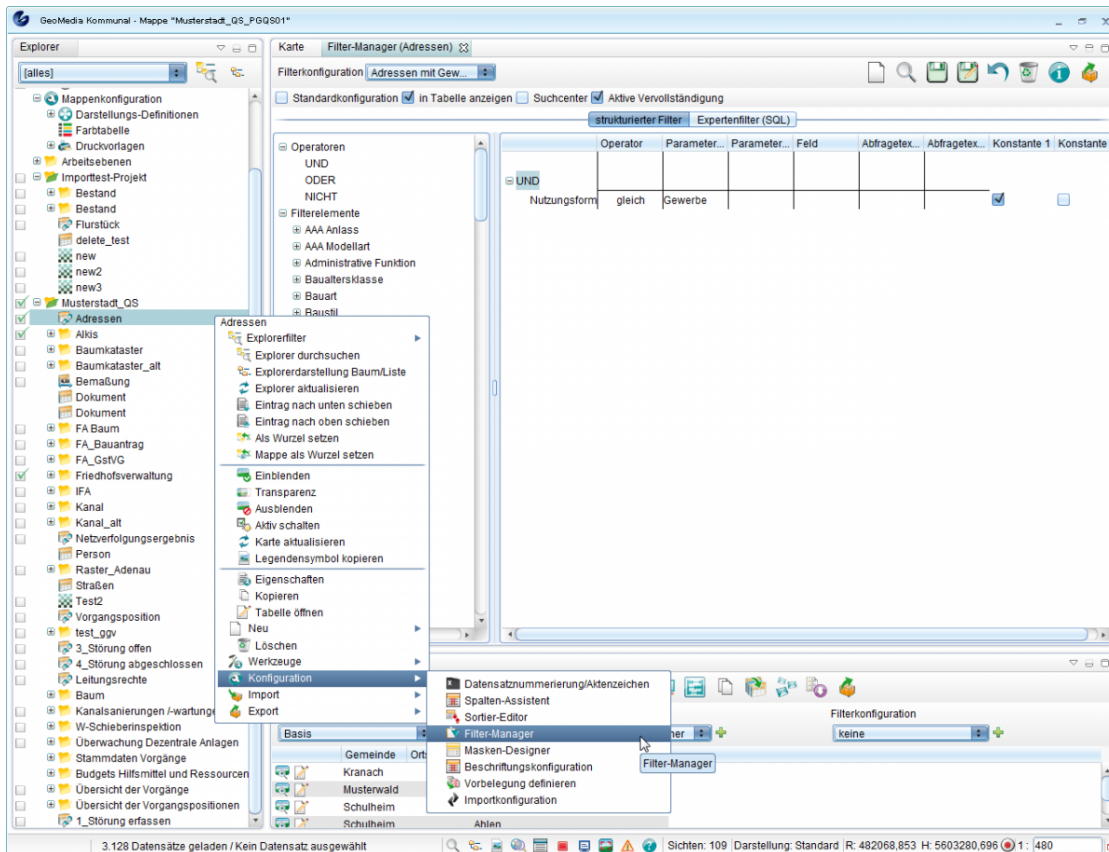 GeoMedia Kommunal - Mappe "Musterstadt_QS_PGQS01"
Explorer
[alles]
Mappenkonfiguration
Darstellungs-Definitionen
Farbtabelle
Druckvorlagen
Arbeitsebenen
Importtest-Projekt
Bestand
Bestand
Flurstück
delete_test
new
new2
new3
Musterstadt_QS
Adressen
Alkis
Baumkataster
Baumkataster_alt
Bemaßung
Dokument
Dokument
FA Baum
FA_Bauantrag
FA_GstVG
Friedhofsverwaltung
IFA
Kanal
Kanal_alt
Netzverfolgungsergebnis
Person
Raster_Adenau
Straßen
Test2
Vorgangsposition
test_ggv
3_Störung offen
4_Störung abgeschlossen
Leitungsrechte
Baum
Kanalsanierungen /-wartunge
W-Schieberinspektion
Überwachung Dezentrale Anlagen
Stammdaten Vorgänge
Budgets Hilfsmittel und Ressourcen
Übersicht der Vorgänge
Übersicht der Vorgangspositionen
1_Störung erfassen
Karte Filter-Manager (Adressen)
Filterkonfiguration Adressen mit Gew...
Standardkonfiguration in Tabelle anzeigen Suchcenter Aktive Vervollständigung
strukturierter Filter Expertenfilter (SQL)
Operatoren
UND
ODER
NICHT
Filterelemente
AAA Anlass
AAA Modellart
Administrative Funktion
Baualtersklasse
Bauart
Baustil
Operator Parameter... Parameter... Feld Abfragetex... Abfragetex... Konstante 1 Konstante
UND
Nutzungsform gleich Gewerbe
Adressen
Explorerfilter
Explorer durchsuchen
Explorerdarstellung Baum/Liste
Explorer aktualisieren
Eintrag nach unten schieben
Eintrag nach oben schieben
Als Wurzel setzen
Mappe als Wurzel setzen
Einblenden
Transparenz
Ausblenden
Aktiv schalten
Karte aktualisieren
Legendensymbol kopieren
Eigenschaften
Kopieren
Tabelle öffnen
Neu
Löschen
Werkzeuge
Konfiguration
Import
Export
Datensatznummerierung/Aktenzeichen
Spalten-Assistent
Sortier-Editor
Filter-Manager
Masken-Designer
Beschriftungskonfiguration
Vorbelegung definieren
Importkonfiguration
Filter-Manager
Filterkonfiguration
Basis
ner
keine
Gemeinde Ort
Kranach
Musterwald
Schulheim
Schulheim Ahlen
3.128 Datensätze geladen / Kein Datensatz ausgewählt
Sichten: 109 Darstellung: Standard R: 482068,853 H: 5603280,696 1 : 480